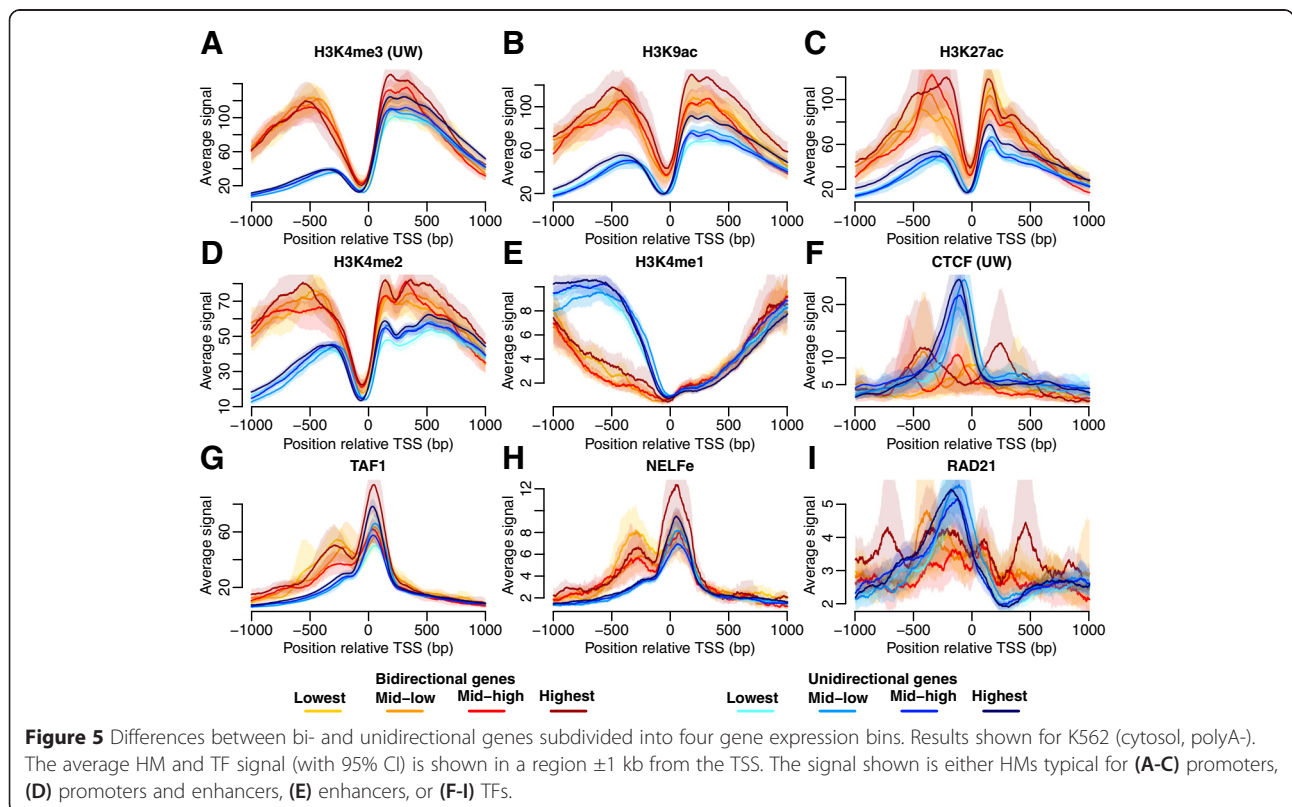 A
H3K4me3 (UW)
Average signal
20
60
100
−1000
−500
0
500
1000
Position relative TSS (bp)
B
H3K9ac
Average signal
20
40
60
80
100
−1000
−500
0
500
1000
Position relative TSS (bp)
C
H3K27ac
Average signal
20
60
100
−1000
−500
0
500
1000
Position relative TSS (bp)
D
H3K4me2
Average signal
10
30
50
70
−1000
−500
0
500
1000
Position relative TSS (bp)
E
H3K4me1
Average signal
2
4
6
8
−1000
−500
0
500
1000
Position relative TSS (bp)
F
CTCF (UW)
Average signal
5
10
20
−1000
−500
0
500
1000
Position relative TSS (bp)
G
TAF1
Average signal
20
60
−1000
−500
0
500
1000
Position relative TSS (bp)
H
NELFe
Average signal
2
4
6
8
12
−1000
−500
0
500
1000
Position relative TSS (bp)
I
RAD21
Average signal
2
3
4
5
−1000
−500
0
500
1000
Position relative TSS (bp)
Bidirectional genes
Lowest Mid−low Mid−high Highest
Unidirectional genes
Lowest Mid−low Mid−high Highest
Figure 5 Differences between bi- and unidirectional genes subdivided into four gene expression bins. Results shown for K562 (cytosol, polyA-).
The average HM and TF signal (with 95% CI) is shown in a region ±1 kb from the TSS. The signal shown is either HMs typical for (A-C) promoters,
(D) promoters and enhancers, (E) enhancers, or (F-I) TFs.